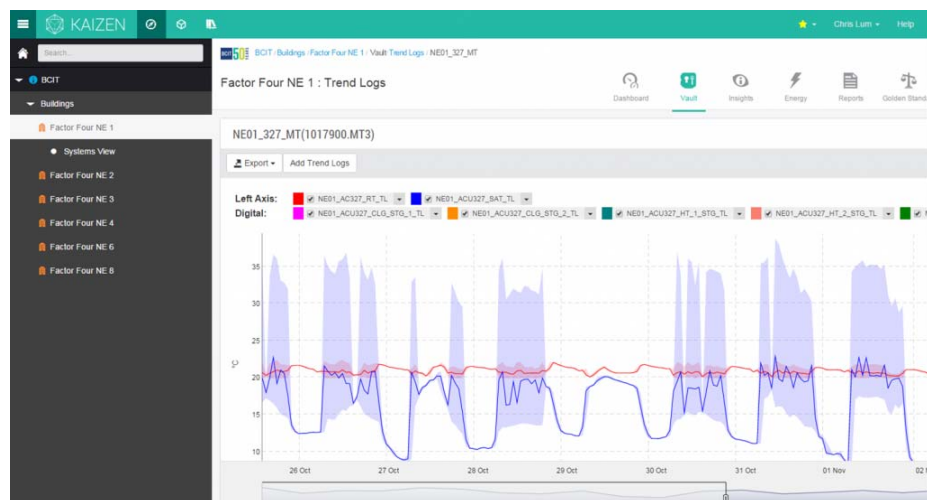 KAIZEN
Chris Lum
Help
Search...
BCIT
Buildings
Factor Four NE 1
Systems View
Factor Four NE 2
Factor Four NE 3
Factor Four NE 4
Factor Four NE 6
Factor Four NE 8
BCIT › Buildings › Factor Four NE 1 › Vault Trend Logs › NE01_327_MT
Factor Four NE 1 : Trend Logs
Dashboard
Vault
Insights
Energy
Reports
Golden Stand
NE01_327_MT(1017900.MT3)
Export
Add Trend Logs
Left Axis: NE01_AC327_RT_TL NE01_ACU327_SAT_TL
Digital: NE01_ACU327_CLG_STG_1_TL NE01_ACU327_CLG_STG_2_TL NE01_ACU327_HT_1_STG_TL NE01_ACU327_HT_2_STG_TL
35
30
25
°C
20
15
10
26 Oct 27 Oct 28 Oct 29 Oct 30 Oct 31 Oct 01 Nov 02